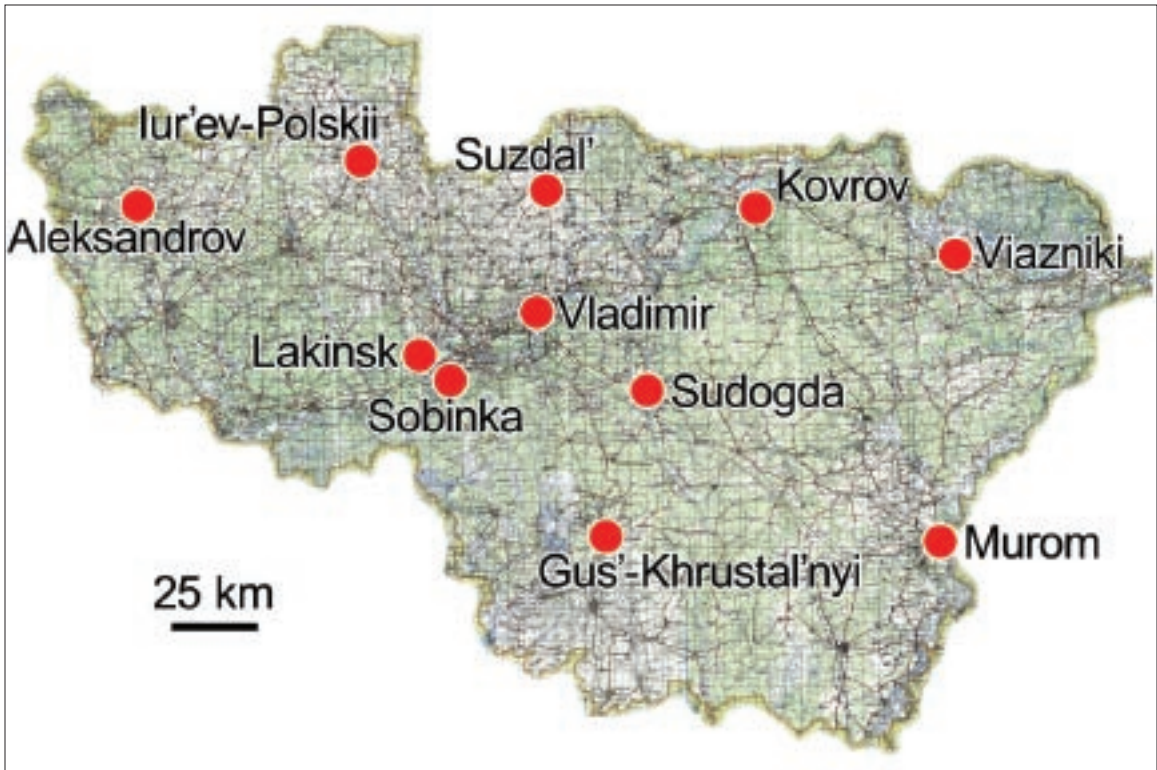 Iur'ev-Polskii
Suzdal'
Kovrov
Aleksandrov
Viazniki
Vladimir
Lakinsk
Sobinka
Sudogda
Gus'-Khrustal'nyi
Murom
25 km